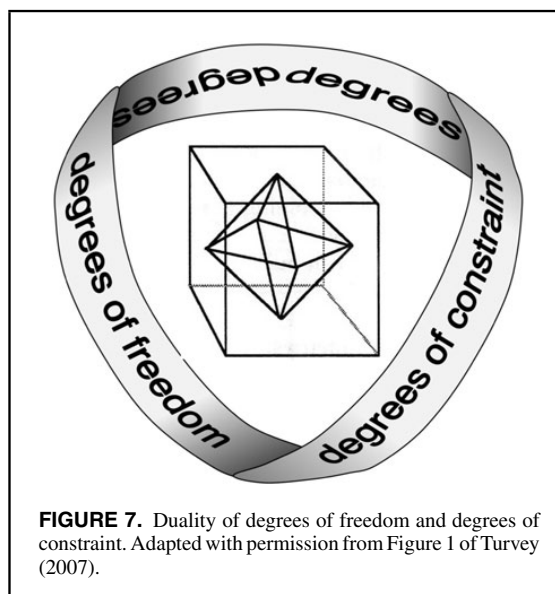 degrees degrees
degrees of freedom
degrees of constraint
FIGURE 7. Duality of degrees of freedom and degrees of
constraint. Adapted with permission from Figure 1 of Turvey
(2007).